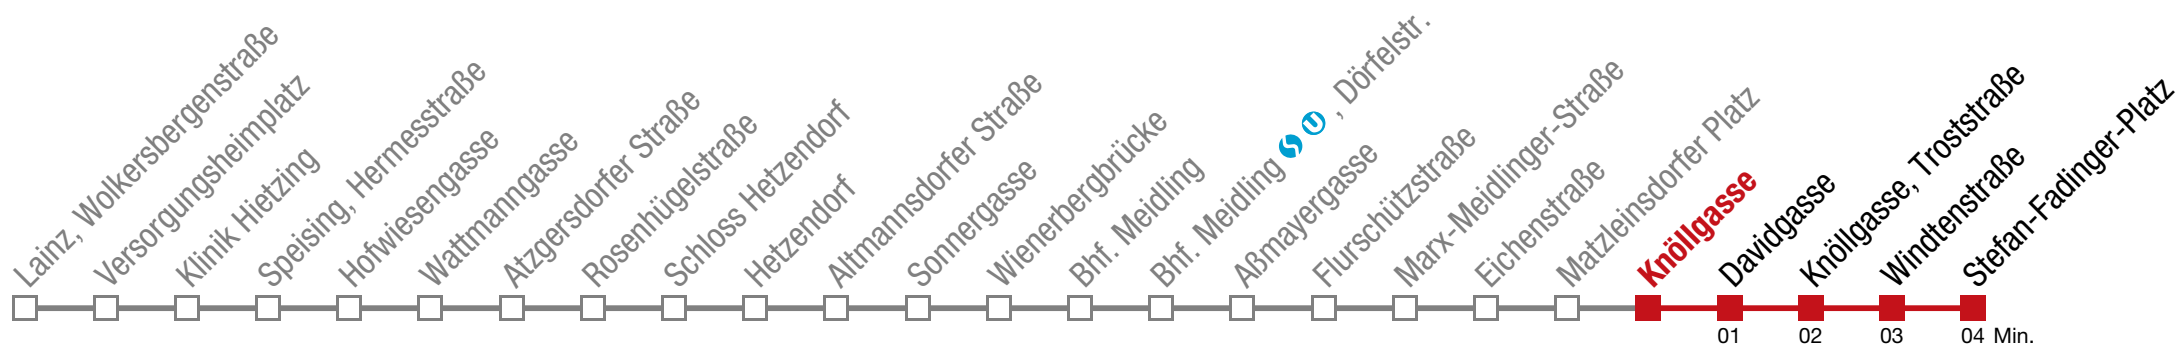 Lainz, Wolkersbergenstraße
Versorgungsheimplatz
Klinik Hietzing
Speising, Hermesstraße
Hofwiesengasse
Wattmanngasse
Atzgersdorfer Straße
Rosenhügelstraße
Schloss Hetzendorf
Hetzendorf
Altmannsdorfer Straße
Sonnergasse
Wienerbergbrücke
Bhf. Meidling
Bhf. Meidling S U , Dörfelstr.
Aßmayergasse
Flurschützstraße
Marx-Meidlinger-Straße
Eichenstraße
Matzleinsdorfer Platz
Knöllgasse
Davidgasse
Knöllgasse, Troststraße
Windtenstraße
Stefan-Fadinger-Platz
01 02 03 04 Min.